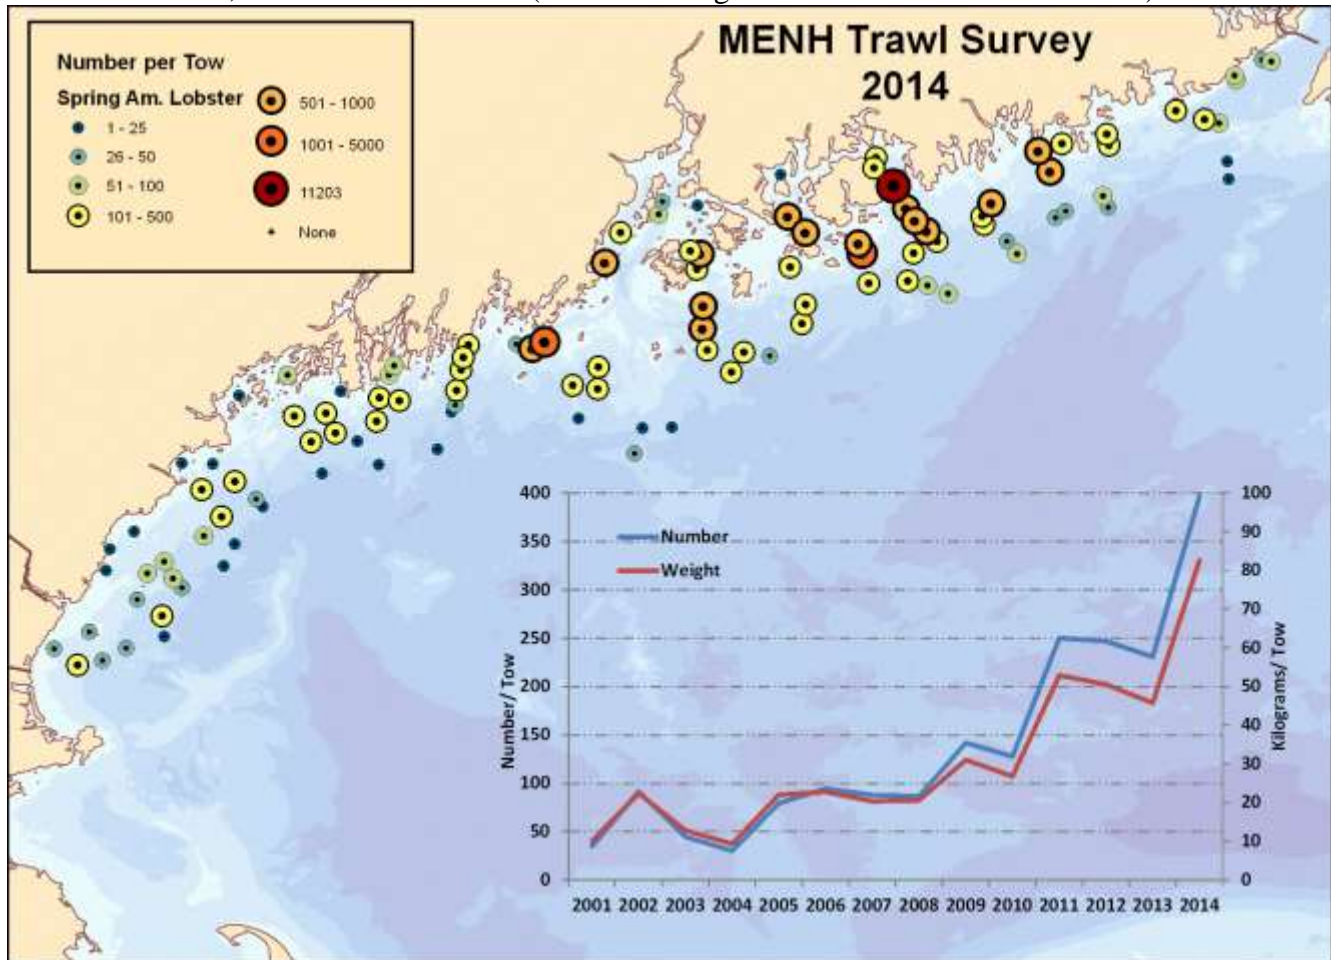 MENH Trawl Survey
2014
Number per Tow
Spring Am. Lobster
1 - 25
26 - 50
51 - 100
101 - 500
501 - 1000
1001 - 5000
11203
None
Number
Weight
400
350
300
250
200
150
100
50
0
Number/ Tow
100
90
80
70
60
50
40
30
20
10
0
Kilograms/ Tow
2001 2002 2003 2004 2005 2006 2007 2008 2009 2010 2011 2012 2013 2014